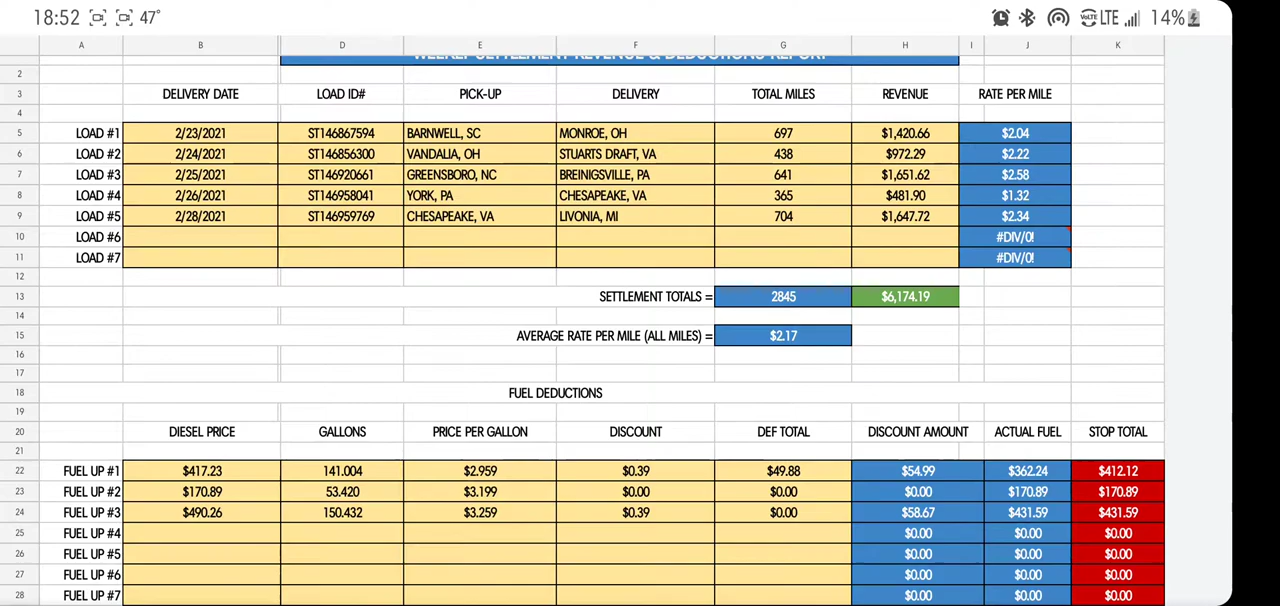 18:52 47° LTE 14%
A B D E F G H I J K
WEEKLY SETTLEMENT REVENUE & DEDUCTIONS REPORT
2
3 DELIVERY DATE LOAD ID# PICK-UP DELIVERY TOTAL MILES REVENUE RATE PER MILE
4
5 LOAD #1 2/23/2021 ST146867594 BARNWELL, SC MONROE, OH 697 $1,420.66 $2.04
6 LOAD #2 2/24/2021 ST146856300 VANDALIA, OH STUARTS DRAFT, VA 438 $972.29 $2.22
7 LOAD #3 2/25/2021 ST146920661 GREENSBORO, NC BREINIGSVILLE, PA 641 $1,651.62 $2.58
8 LOAD #4 2/26/2021 ST146958041 YORK, PA CHESAPEAKE, VA 365 $481.90 $1.32
9 LOAD #5 2/28/2021 ST146959769 CHESAPEAKE, VA LIVONIA, MI 704 $1,647.72 $2.34
10 LOAD #6 #DIV/0!
11 LOAD #7 #DIV/0!
12
13 SETTLEMENT TOTALS = 2845 $6,174.19
14
15 AVERAGE RATE PER MILE (ALL MILES) = $2.17
16
17
18 FUEL DEDUCTIONS
19
20 DIESEL PRICE GALLONS PRICE PER GALLON DISCOUNT DEF TOTAL DISCOUNT AMOUNT ACTUAL FUEL STOP TOTAL
21
22 FUEL UP #1 $417.23 141.004 $2.959 $0.39 $49.88 $54.99 $362.24 $412.12
23 FUEL UP #2 $170.89 53.420 $3.199 $0.00 $0.00 $0.00 $170.89 $170.89
24 FUEL UP #3 $490.26 150.432 $3.259 $0.39 $0.00 $58.67 $431.59 $431.59
25 FUEL UP #4 $0.00 $0.00 $0.00
26 FUEL UP #5 $0.00 $0.00 $0.00
27 FUEL UP #6 $0.00 $0.00 $0.00
28 FUEL UP #7 $0.00 $0.00 $0.00